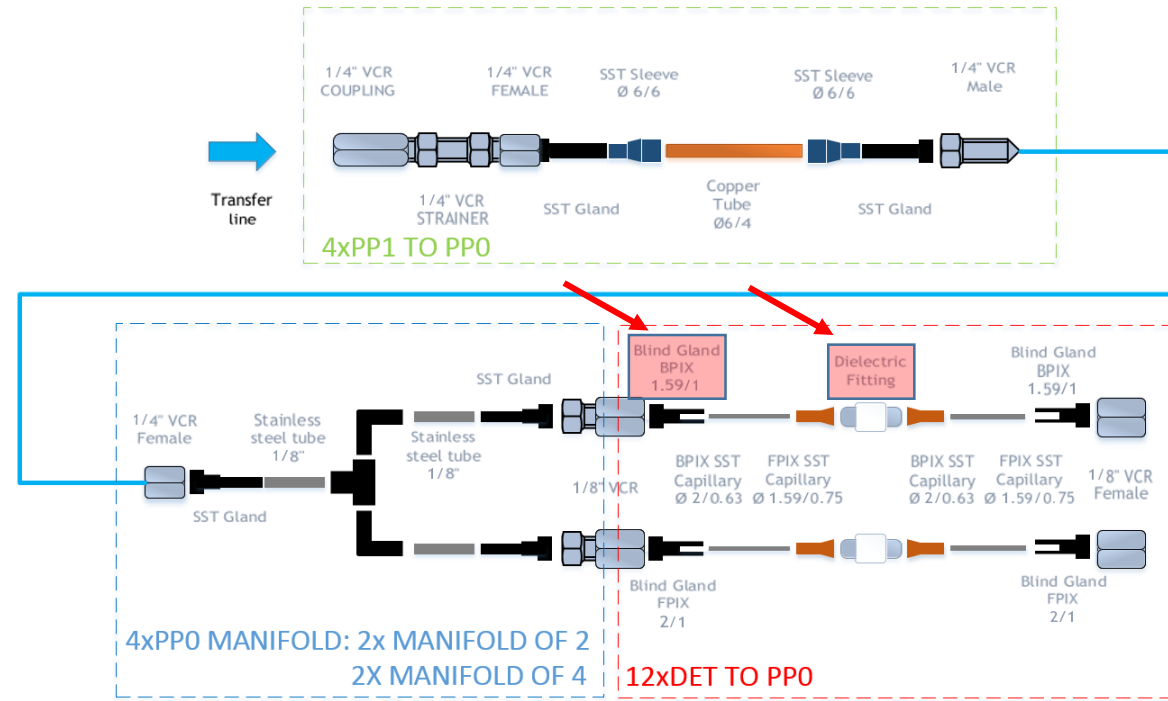 1/4" VCR
COUPLING
1/4" VCR
FEMALE
SST Sleeve
Ø 6/6
SST Sleeve
Ø 6/6
1/4" VCR
Male
Transfer
line
1/4" VCR
STRAINER
SST Gland
Copper
Tube
Ø6/4
SST Gland
4xPP1 TO PP0
Blind Gland
BPIX
1.59/1
Dielectric
Fitting
Blind Gland
BPIX
1.59/1
SST Gland
1/4" VCR
Female
Stainless
steel tube
1/8"
Stainless
steel tube
1/8"
SST Gland
1/8" VCR
BPIX SST
Capillary
Ø 2/0.63
FPIX SST
Capillary
Ø 1.59/0.75
BPIX SST
Capillary
Ø 2/0.63
FPIX SST
Capillary
Ø 1.59/0.75
1/8" VCR
Female
Blind Gland
FPIX
2/1
Blind Gland
FPIX
2/1
4xPP0 MANIFOLD: 2x MANIFOLD OF 2
2X MANIFOLD OF 4
12xDET TO PP0